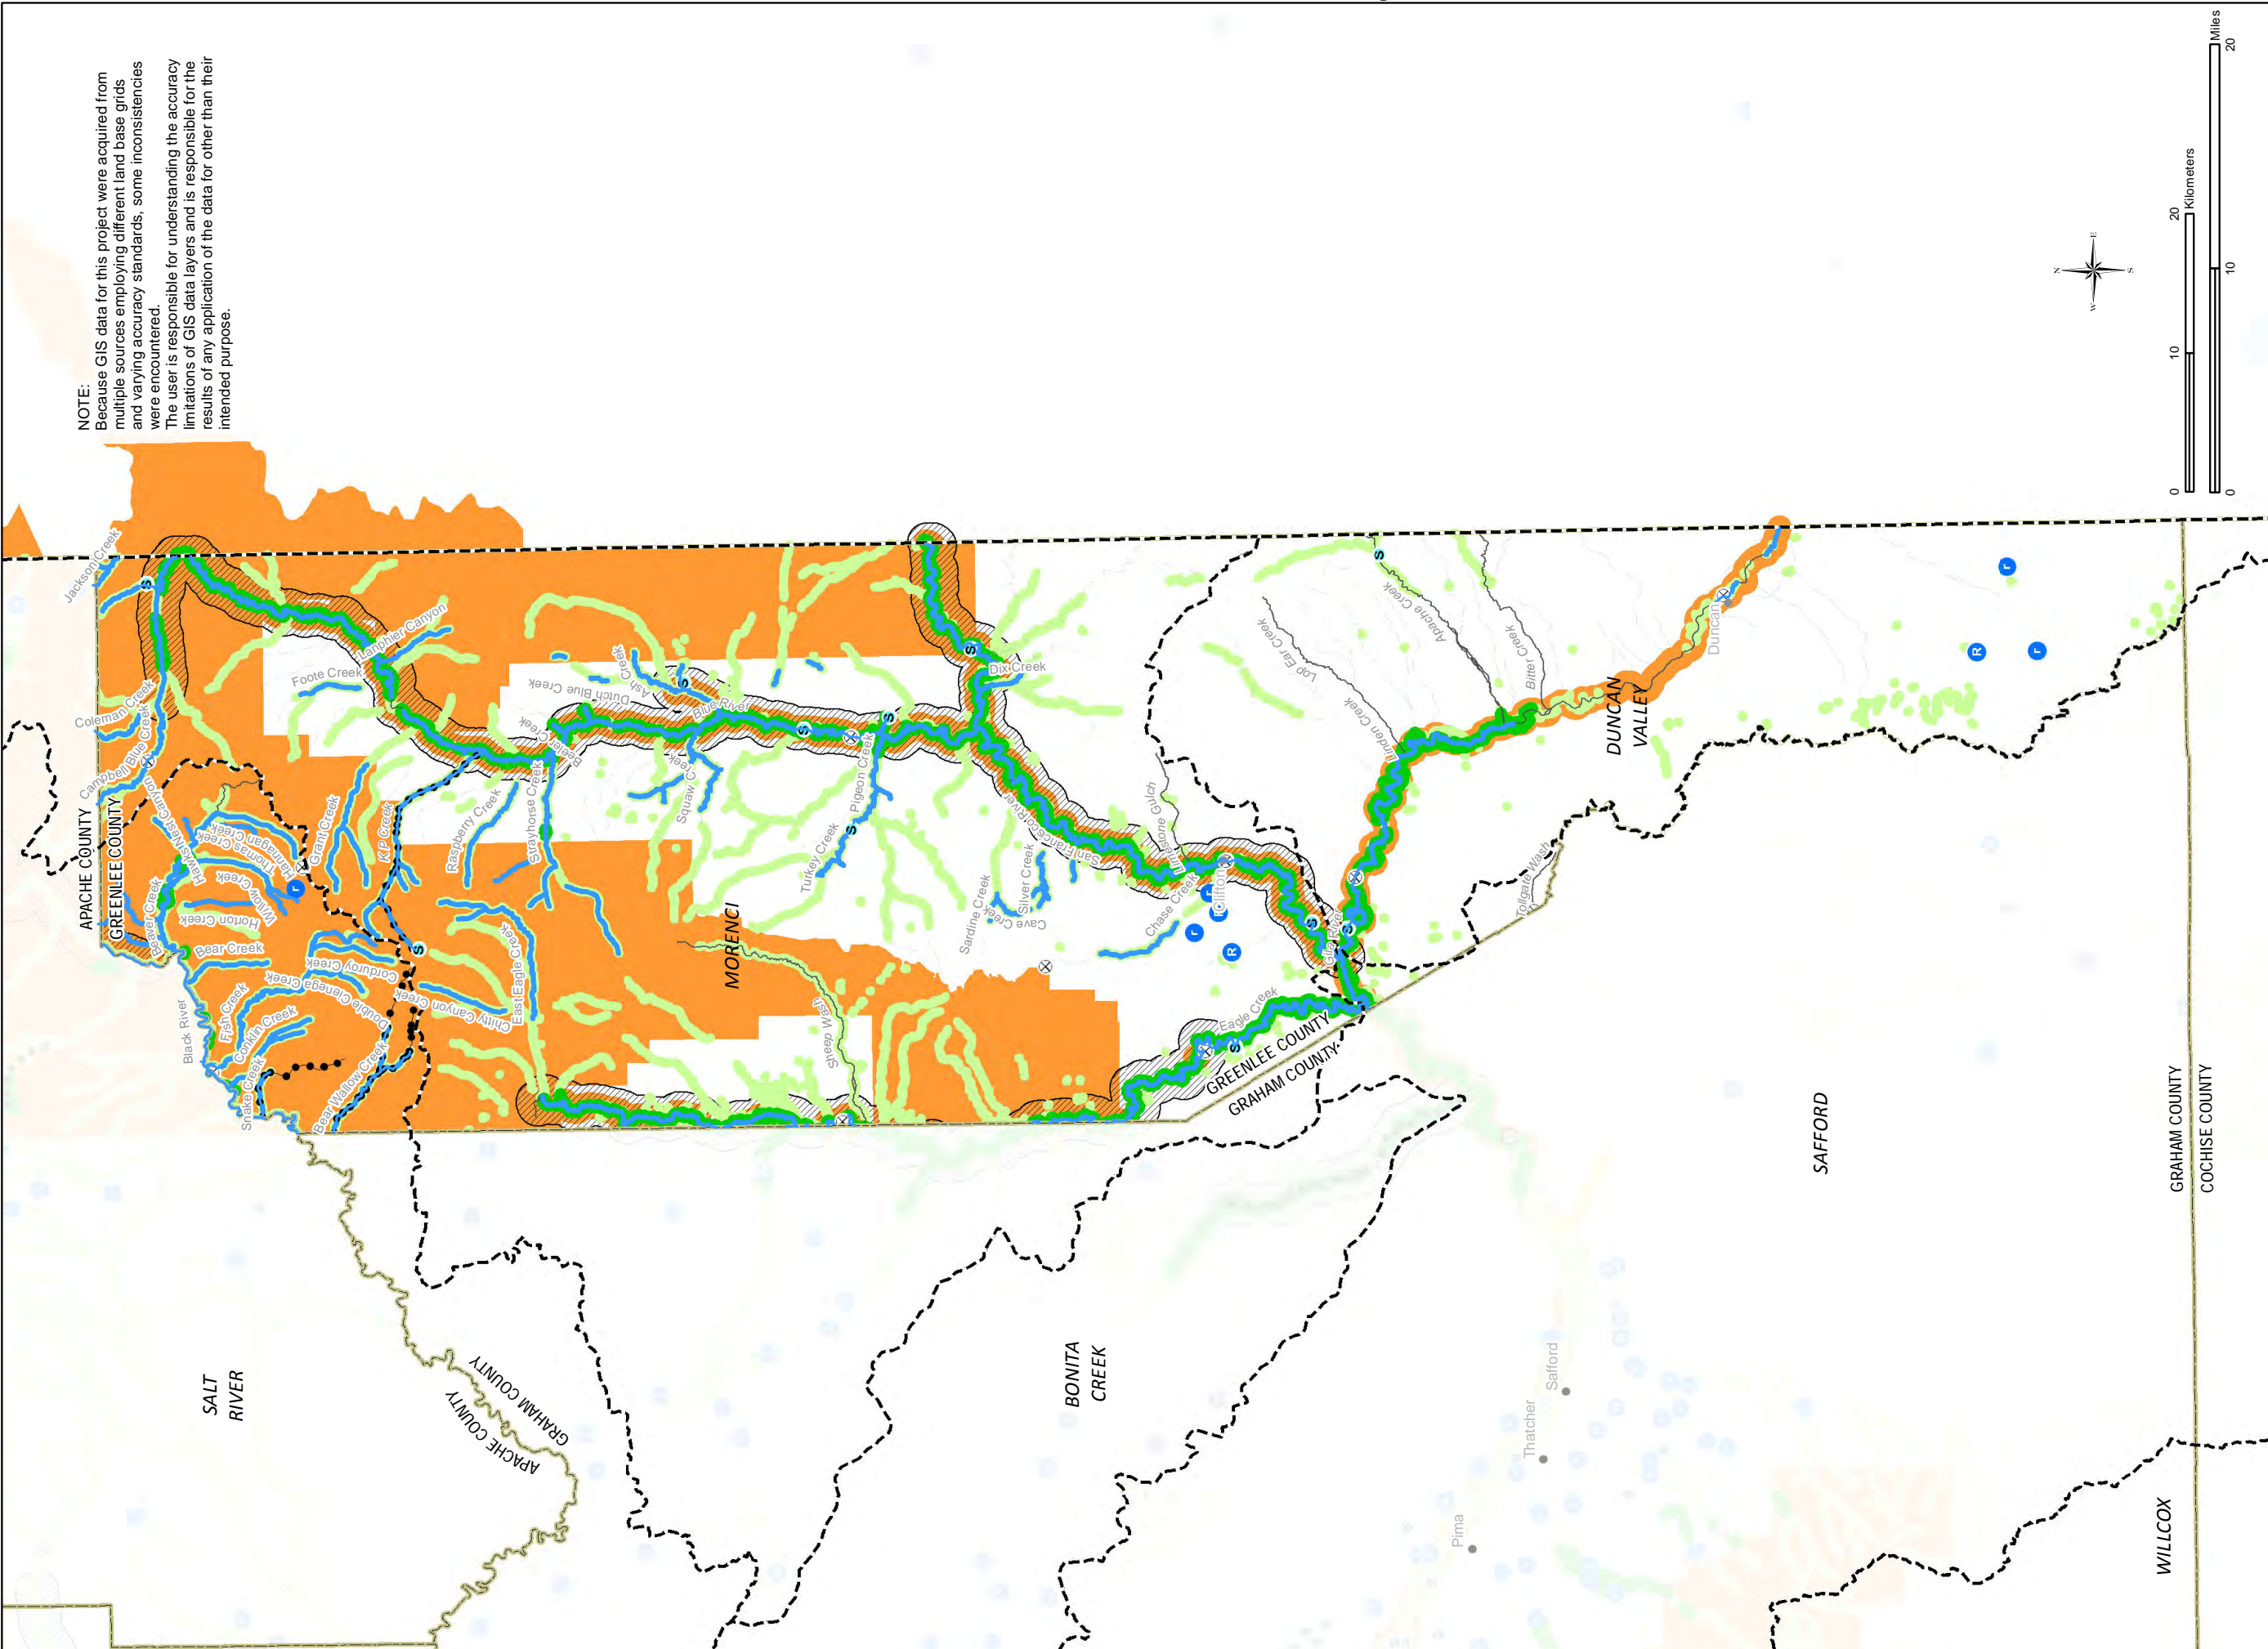 NOTE:
Because GIS data for this project were acquired from
multiple sources employing different land base grids
and varying accuracy standards, some inconsistencies
were encountered.
The user is responsible for understanding the accuracy
limitations of GIS data layers and is responsible for the
results of any application of the data for other than their
intended purpose.
Jackson Creek
APACHE COUNTY
GREENLEE COUNTY
Coleman Creek
Campbell Blue Creek
Lanphier Canyon
Foote Creek
Hawks Nest Canyon
Hannagan Creek
Thomas Creek
Willow Creek
Horton Creek
Beaver Creek
Bear Creek
Grant Creek
K P Creek
Black River
Fish Creek
Conklin Creek
Double Cienega Creek
Corduroy Creek
Snake Creek
Bear Wallow Creek
Chitty Canyon Creek
East Eagle Creek
Raspberry Creek
Strayhorse Creek
Ash Creek
Dutch Blue Creek
Blue River
Squaw Creek
Pigeon Creek
Turkey Creek
Dix Creek
MORENCI
Sheep Wash
Sardine Creek
Cave Creek
Silver Creek
San Francisco River
Limestone Gulch
Chase Creek
Clifton
r
r
r
R
Eagle Creek
Gila River
GREENLEE COUNTY
GRAHAM COUNTY
Lop Ear Creek
Linden Creek
Apache Creek
Bitter Creek
Duncan
DUNCAN
VALLEY
Tollgate Wash
r
R
r
S
S
S
S
S
S
S
S
S
S
S
S
SALT
RIVER
APACHE COUNTY
GRAHAM COUNTY
BONITA
CREEK
SAFFORD
Safford
Thatcher
Pima
WILLCOX
GRAHAM COUNTY
COCHISE COUNTY
N
E
S
W
0 10 20
Kilometers
0 10 20
Miles